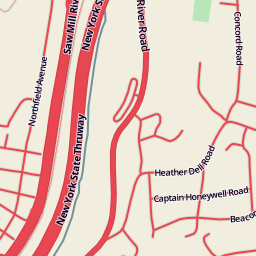 Saw Mill Riv
New York S
River Road
Concord Road
Northfield Avenue
New York State Thruway
Heather Dell Road
Captain Honeywell Road
Beacon